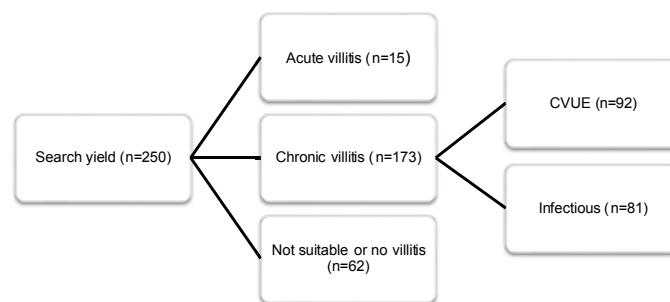 Acute villitis (n=15)
CVUE (n=92)
Search yield (n=250)
Chronic villitis (n=173)
Infectious (n=81)
Not suitable or no villitis
(n=62)